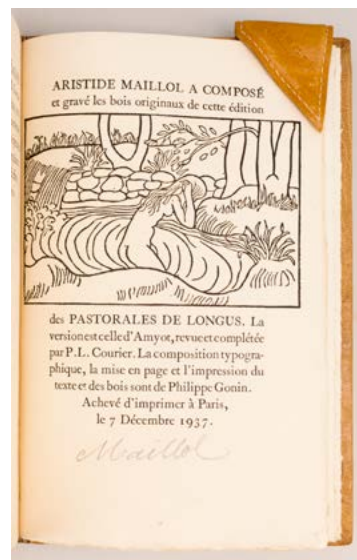 ARISTIDE MAILLOL A COMPOSÉ
et gravé les bois originaux de cette édition
des PASTORALES DE LONGUS. La
version est celle d'Amyot, revue et complétée
par P. L. Courier. La composition typogra-
phique, la mise en page et l'impression du
texte et des bois sont de Philippe Gonin.
Achevé d'imprimer à Paris,
le 7 Décembre 1937.
Maillol